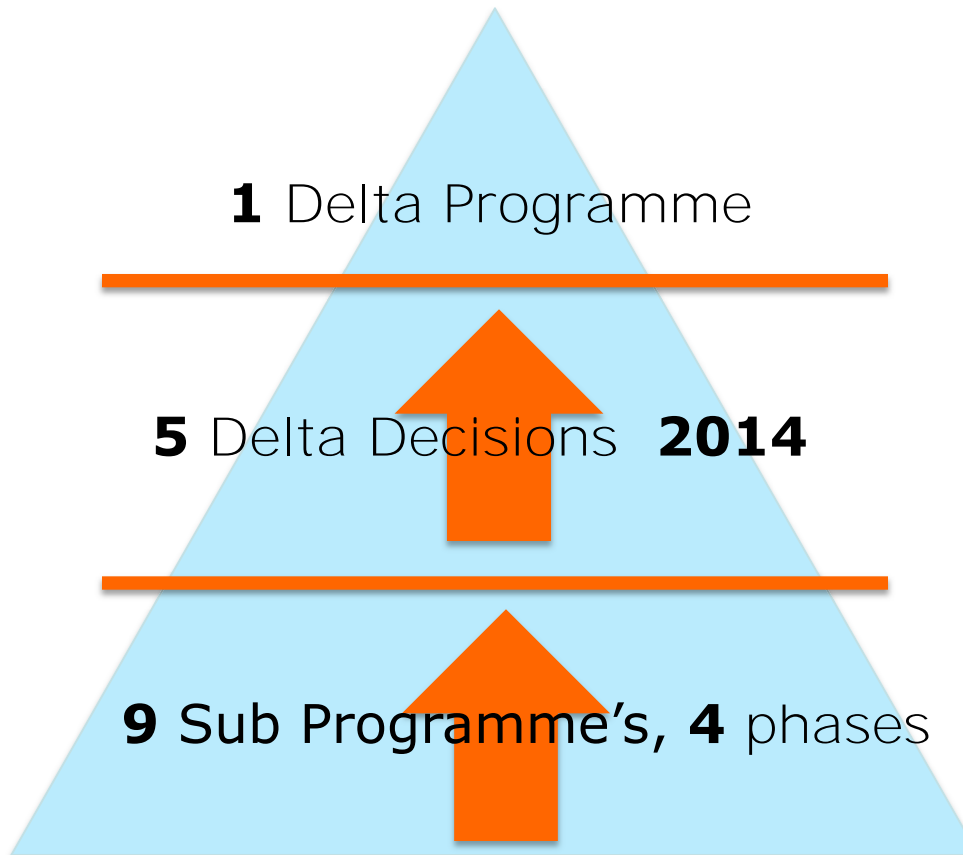 1 Delta Programme
5 Delta Decisions 2014
9 Sub Programme’s, 4 phases